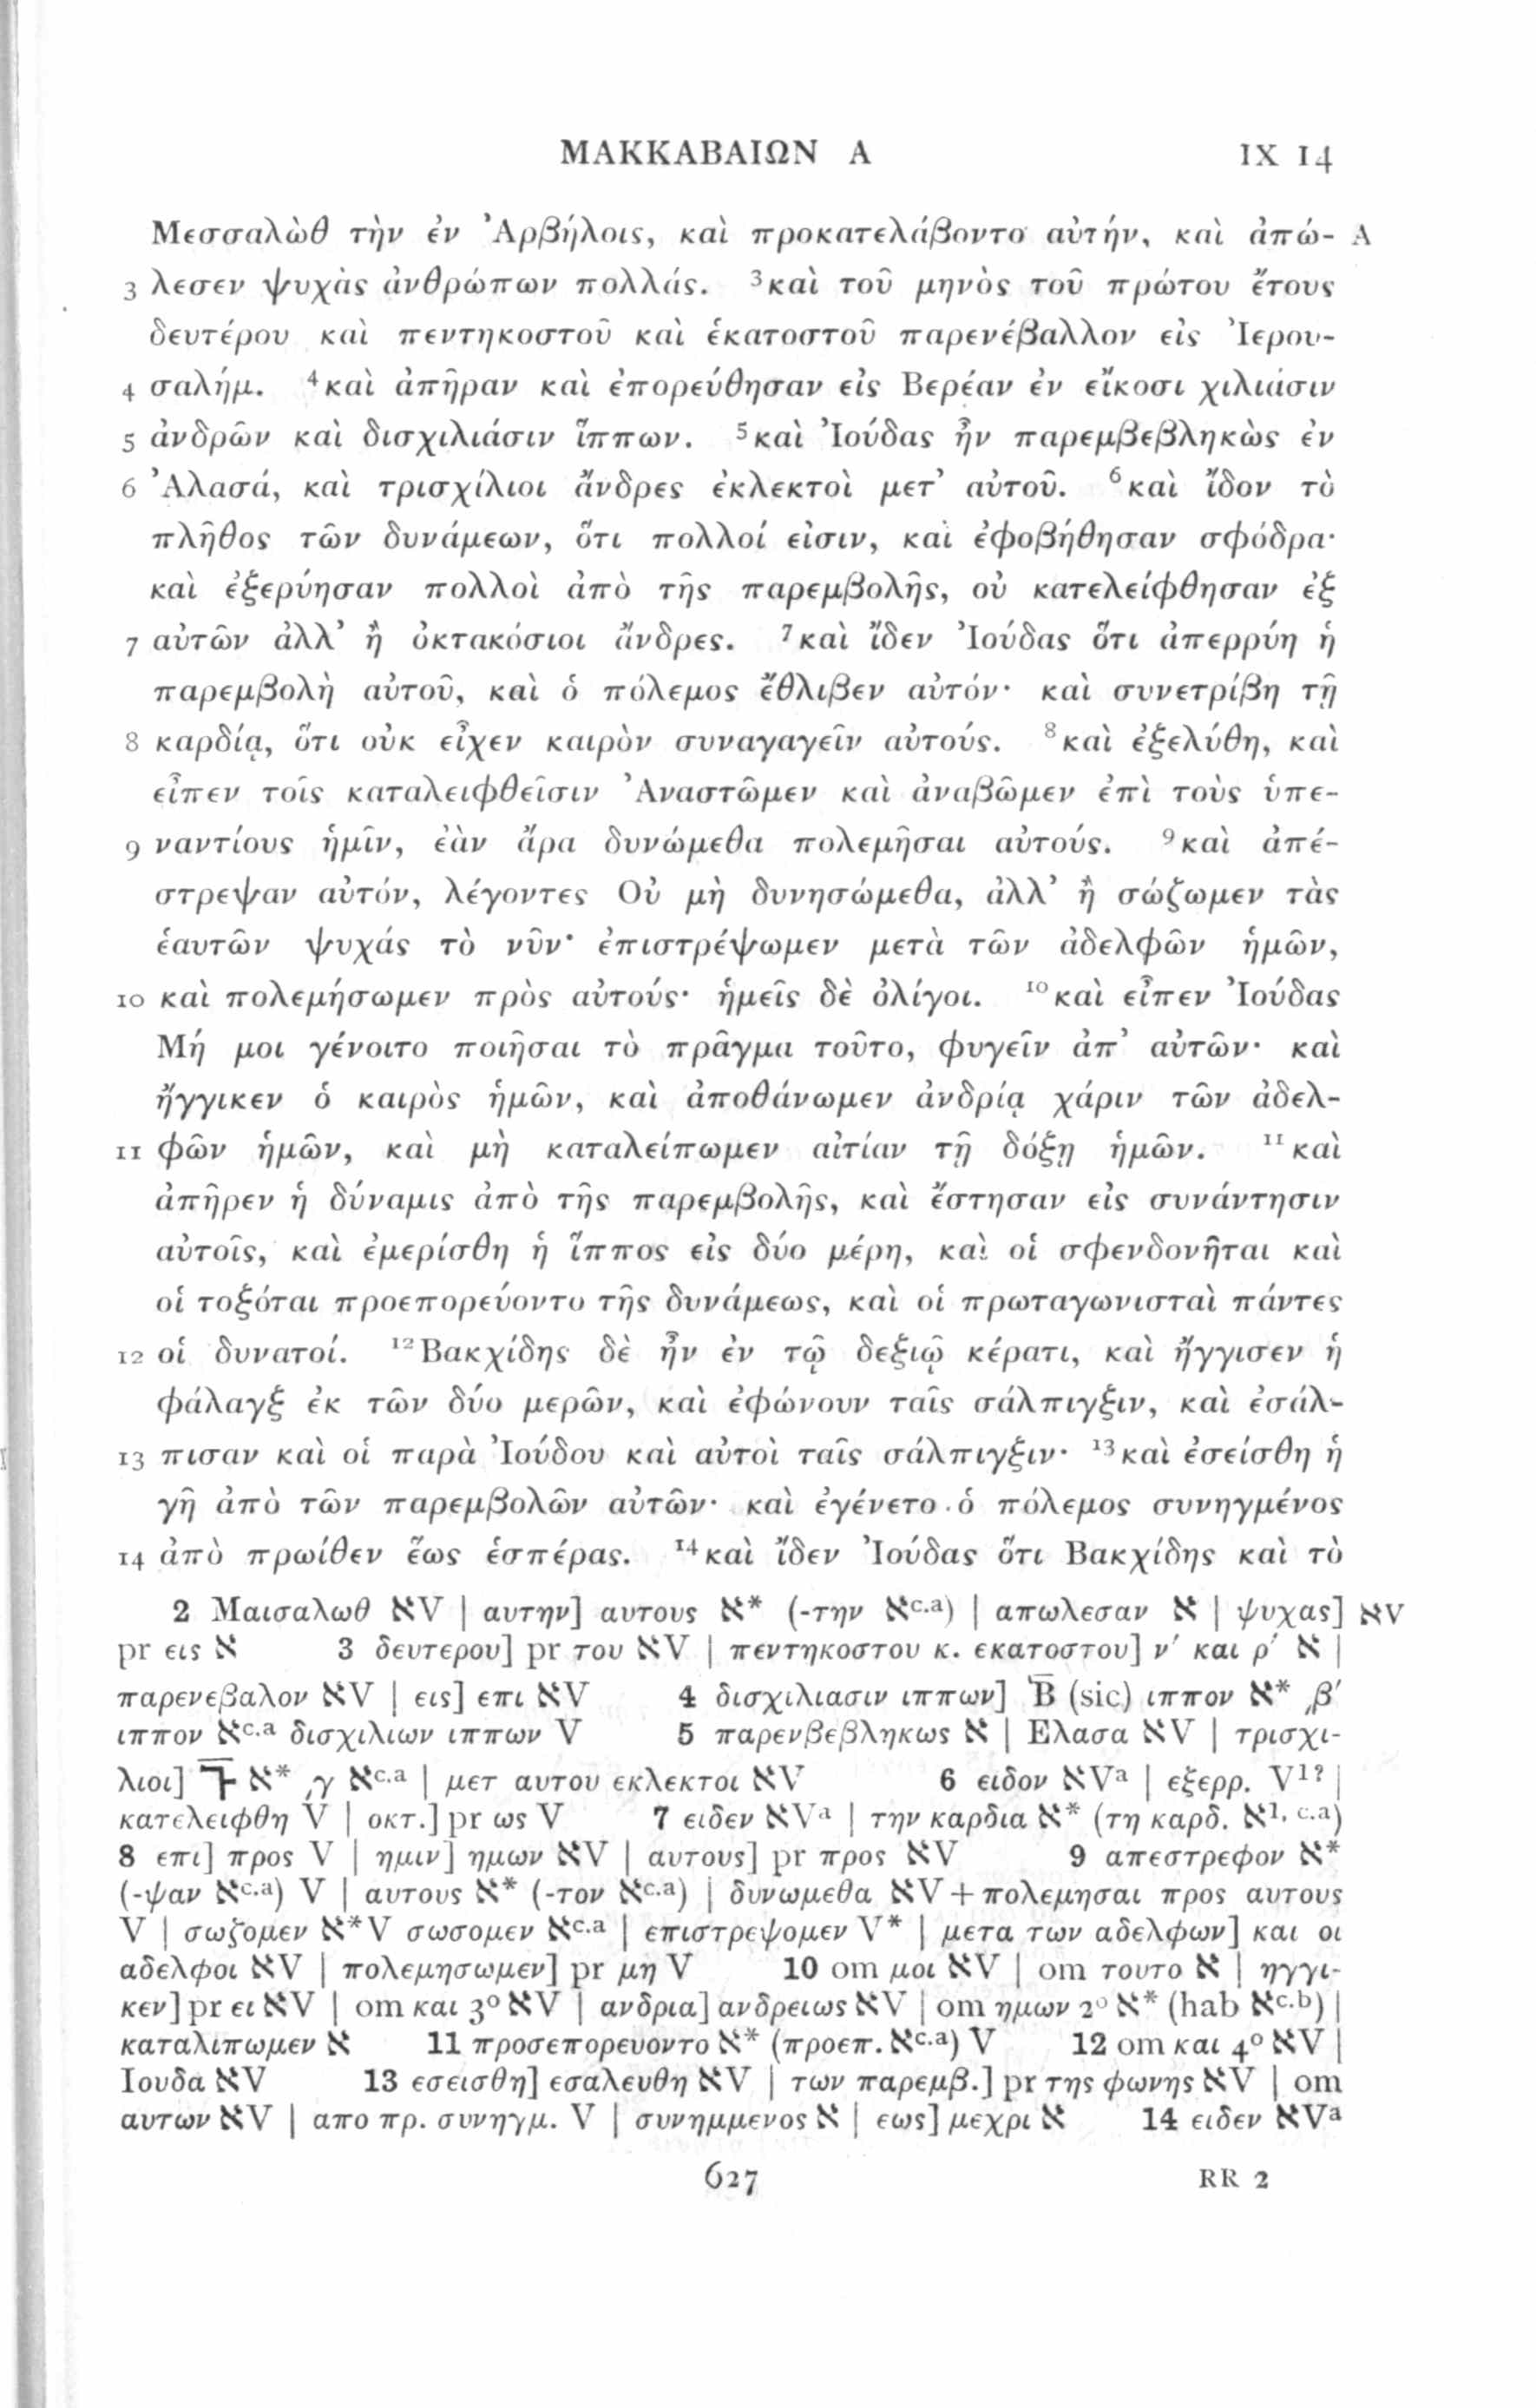 ΜΑΚΚΑΒΑΙΩΝ Α IX 14
Μεσσαλὼθ τὴν ἐν Ἀρβήλοις, καὶ προκατελάβοντο αὐτήν, καὶ ἀπώ- A
3 λεσεν ψυχὰς ἀνθρώπων πολλάς. ³καὶ τοῦ μηνὸς τοῦ πρώτου ἔτους
δευτέρου καὶ πεντηκοστοῦ καὶ ἑκατοστοῦ παρενέβαλλον εἰς Ἰερου-
4 σαλήμ. ⁴καὶ ἀπῆραν καὶ ἐπορεύθησαν εἰς Βερέαν ἐν εἴκοσι χιλιάσιν
5 ἀνδρῶν καὶ δισχιλιάσιν ἵππων. ⁵καὶ Ἰούδας ἦν παρεμβεβληκὼς ἐν
6 Ἀλασά, καὶ τρισχίλιοι ἄνδρες ἐκλεκτοὶ μετ᾽ αὐτοῦ. ⁶καὶ ἴδον τὸ
πλῆθος τῶν δυνάμεων, ὅτι πολλοί εἰσιν, καὶ ἐφοβήθησαν σφόδρα·
καὶ ἐξερύησαν πολλοὶ ἀπὸ τῆς παρεμβολῆς, οὐ κατελείφθησαν ἐξ
7 αὐτῶν ἀλλ᾽ ἢ ὀκτακόσιοι ἄνδρες. ⁷καὶ ἴδεν Ἰούδας ὅτι ἀπερρύη ἡ
παρεμβολὴ αὐτοῦ, καὶ ὁ πόλεμος ἔθλιβεν αὐτόν· καὶ συνετρίβη τῇ
8 καρδίᾳ, ὅτι οὐκ εἶχεν καιρὸν συναγαγεῖν αὐτούς. ⁸καὶ ἐξελύθη, καὶ
εἶπεν τοῖς καταλειφθεῖσιν Ἀναστῶμεν καὶ ἀναβῶμεν ἐπὶ τοὺς ὑπε-
9 ναντίους ἡμῖν, ἐὰν ἄρα δυνώμεθα πολεμῆσαι αὐτούς. ⁹καὶ ἀπέ-
στρεψαν αὐτόν, λέγοντες Οὐ μὴ δυνησώμεθα, ἀλλ᾽ ἢ σώζωμεν τὰς
ἑαυτῶν ψυχάς τὸ νῦν· ἐπιστρέψωμεν μετὰ τῶν ἀδελφῶν ἡμῶν,
10 καὶ πολεμήσωμεν πρὸς αὐτούς· ἡμεῖς δὲ ὀλίγοι. ¹⁰καὶ εἶπεν Ἰούδας
Μή μοι γένοιτο ποιῆσαι τὸ πρᾶγμα τοῦτο, φυγεῖν ἀπ᾽ αὐτῶν· καὶ
ἤγγικεν ὁ καιρὸς ἡμῶν, καὶ ἀποθάνωμεν ἀνδρίᾳ χάριν τῶν ἀδελ-
11 φῶν ἡμῶν, καὶ μὴ καταλείπωμεν αἰτίαν τῇ δόξῃ ἡμῶν. ¹¹καὶ
ἀπῆρεν ἡ δύναμις ἀπὸ τῆς παρεμβολῆς, καὶ ἔστησαν εἰς συνάντησιν
αὐτοῖς, καὶ ἐμερίσθη ἡ ἵππος εἰς δύο μέρη, καὶ οἱ σφενδονῆται καὶ
οἱ τοξόται προεπορεύοντο τῆς δυνάμεως, καὶ οἱ πρωταγωνισταὶ πάντες
12 οἱ δυνατοί. ¹²Βακχίδης δὲ ἦν ἐν τῷ δεξιῷ κέρατι, καὶ ἤγγισεν ἡ
φάλαγξ ἐκ τῶν δύο μερῶν, καὶ ἐφώνουν ταῖς σάλπιγξιν, καὶ ἐσάλ-
13 πισαν καὶ οἱ παρὰ Ἰούδου καὶ αὐτοὶ ταῖς σάλπιγξιν· ¹³καὶ ἐσείσθη ἡ
γῆ ἀπὸ τῶν παρεμβολῶν αὐτῶν· καὶ ἐγένετο ὁ πόλεμος συνηγμένος
14 ἀπὸ πρωίθεν ἕως ἑσπέρας. ¹⁴καὶ ἴδεν Ἰούδας ὅτι Βακχίδης καὶ τὸ
2 Μαισαλωθ אV | αυτην] αυτους א* (-την אc.a) | απωλεσαν א | ψυχας] אV
pr εις א 3 δευτερου] pr του אV | πεντηκοστου κ. εκατοστου] ν΄ και ρ΄ א |
παρενεβαλον אV | εις] επι אV 4 δισχιλιασιν ιππων] Β̅ (sic) ιππον א* ͵β΄
ιππον אc.a δισχιλιων ιππων V 5 παρενβεβληκως א | Ελασα אV | τρισχι-
λιοι] א* ͵γ אc.a | μετ αυτου εκλεκτοι אV 6 ειδον אVa | εξερρ. V1? |
κατελειφθη V | οκτ.] pr ως V 7 ειδεν אVa | την καρδια א* (τη καρδ. א1, c.a)
8 επι] προς V | ημιν] ημων אV | αυτους] pr προς אV 9 απεστρεφον א*
(-ψαν אc.a) V | αυτους א* (-τον אc.a) | δυνωμεθα אV + πολεμησαι προς αυτους
V | σωζομεν א*V σωσομεν אc.a | επιστρεψομεν V* | μετα των αδελφων] και οι
αδελφοι אV | πολεμησωμεν] pr μη V 10 om μοι אV | om τουτο א | ηγγι-
κεν] pr ει אV | om και 3° אV | ανδρια] ανδρειως אV | om ημων 2° א* (hab אc.b) |
καταλιπωμεν א 11 προσεπορευοντο א* (προεπ. אc.a) V 12 om και 4° אV |
Ιουδα אV 13 εσεισθη] εσαλευθη אV | των παρεμβ.] pr της φωνης אV | om
αυτων אV | απο πρ. συνηγμ. V | συνημμενος א | εως] μεχρι א 14 ειδεν אVa
627 RR 2